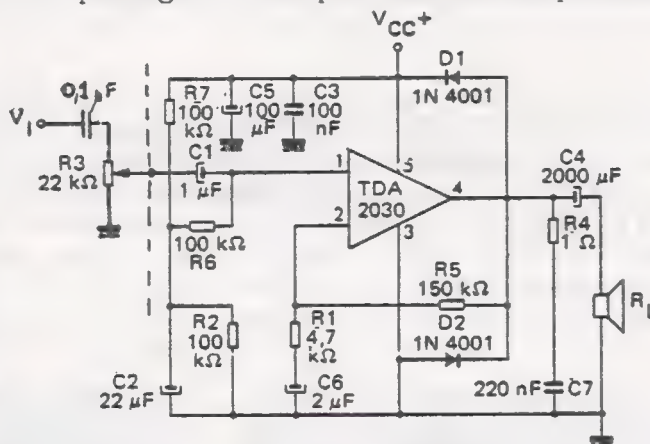 VCC+
D1
1N 4001
0,1 F
VI
R7
100
kΩ
C5
100
µF
C3
100
nF
R3
22 kΩ
C1
1 µF
1
5
TDA
2030
4
2
3
C4
2000 µF
R4
1 Ω
100 kΩ
R6
R5
150 kΩ
D2
1N 4001
R2
100
kΩ
R1
4,7
kΩ
C2
22 µF
C6
2 µF
220 nF
C7